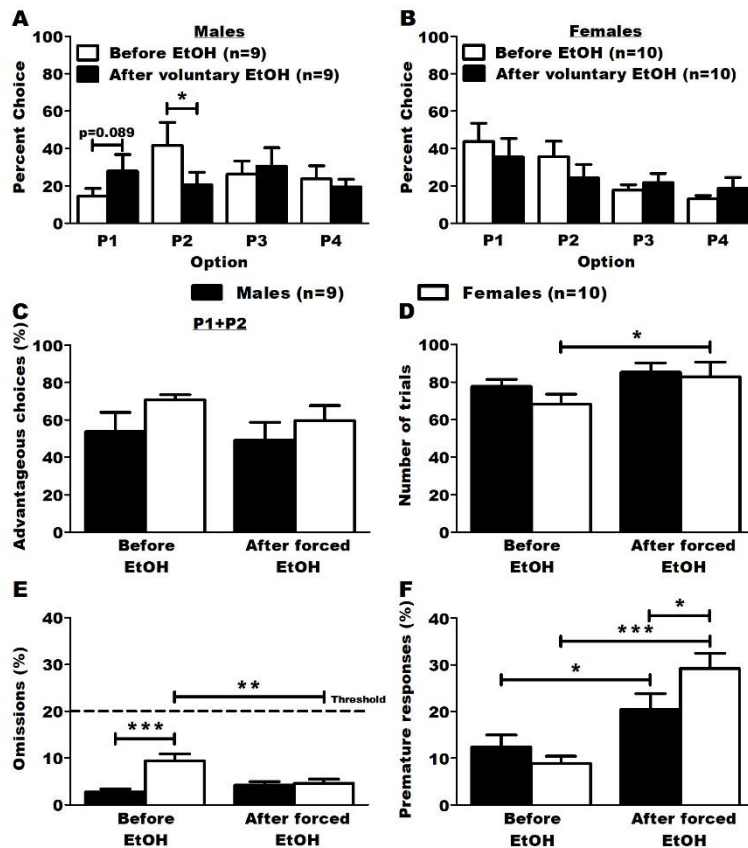 A
Males
Before EtOH (n=9)
After voluntary EtOH (n=9)
Percent Choice
100
80
60
40
20
0
p=0.089
*
P1 P2 P3 P4
Option
B
Females
Before EtOH (n=10)
After voluntary EtOH (n=10)
Percent Choice
100
80
60
40
20
0
P1 P2 P3 P4
Option
Males (n=9) Females (n=10)
C
P1+P2
Advantageous choices (%)
100
80
60
40
20
0
Before EtOH
After forced EtOH
D
Number of trials
100
80
60
40
20
0
*
Before EtOH
After forced EtOH
E
Omissions (%)
40
30
20
10
0
Threshold
**
***
Before EtOH
After forced EtOH
F
Premature responses (%)
40
30
20
10
0
*
***
*
Before EtOH
After forced EtOH